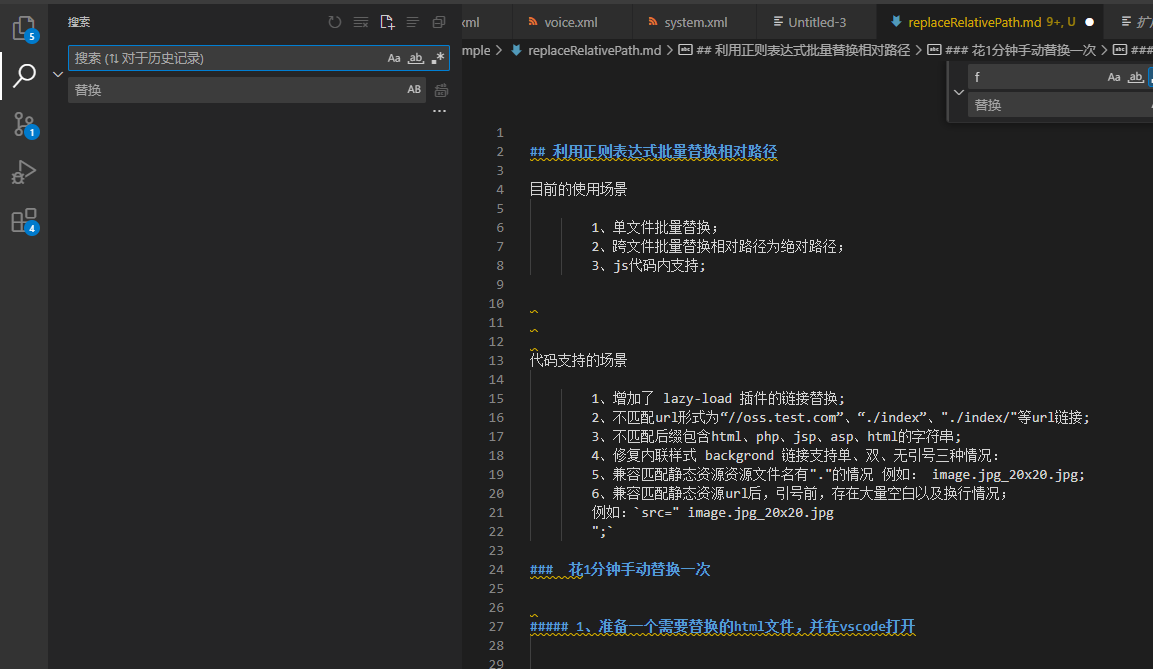 搜索
搜索 (⇅ 对于历史记录)
Aa ab .*
替换
AB
...
5
1
4
xml
voice.xml
system.xml
Untitled-3
replaceRelativePath.md 9+, U
mple > replaceRelativePath.md > ## 利用正则表达式批量替换相对路径 > ### 花1分钟手动替换一次 > ###
f
Aa ab
替换
1
2 ## 利用正则表达式批量替换相对路径
3
4 目前的使用场景
5
6 1、单文件批量替换;
7 2、跨文件批量替换相对路径为绝对路径;
8 3、js代码内支持;
9
10
11
12
13 代码支持的场景
14
15 1、增加了 lazy-load 插件的链接替换;
16 2、不匹配url形式为“//oss.test.com”、“./index”、"./index/"等url链接;
17 3、不匹配后缀包含html、php、jsp、asp、html的字符串;
18 4、修复内联样式 backgrond 链接支持单、双、无引号三种情况:
19 5、兼容匹配静态资源资源文件名有"."的情况 例如: image.jpg_20x20.jpg;
20 6、兼容匹配静态资源url后,引号前,存在大量空白以及换行情况;
21 例如:`src=" image.jpg_20x20.jpg
22 ";`
23
24 ### 花1分钟手动替换一次
25
26
27 ##### 1、准备一个需要替换的html文件,并在vscode打开
28
29